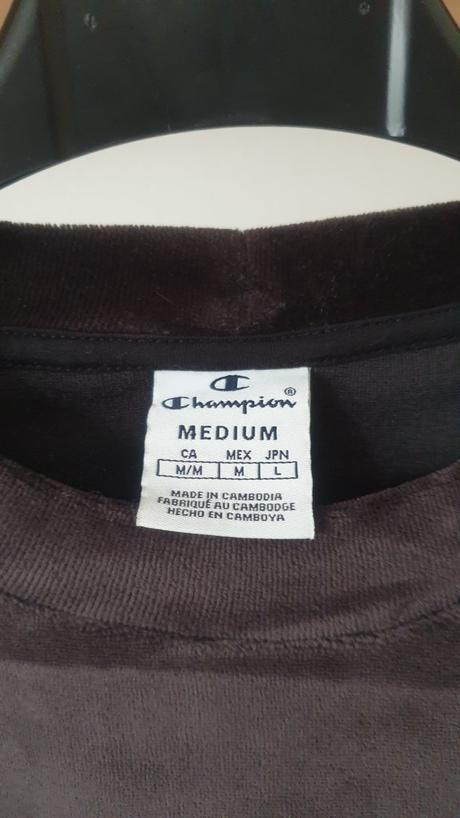 Champion®
MEDIUM
CA MEX JPN
M/M M L
MADE IN CAMBODIA
FABRIQUÉ AU CAMBODGE
HECHO EN CAMBOYA